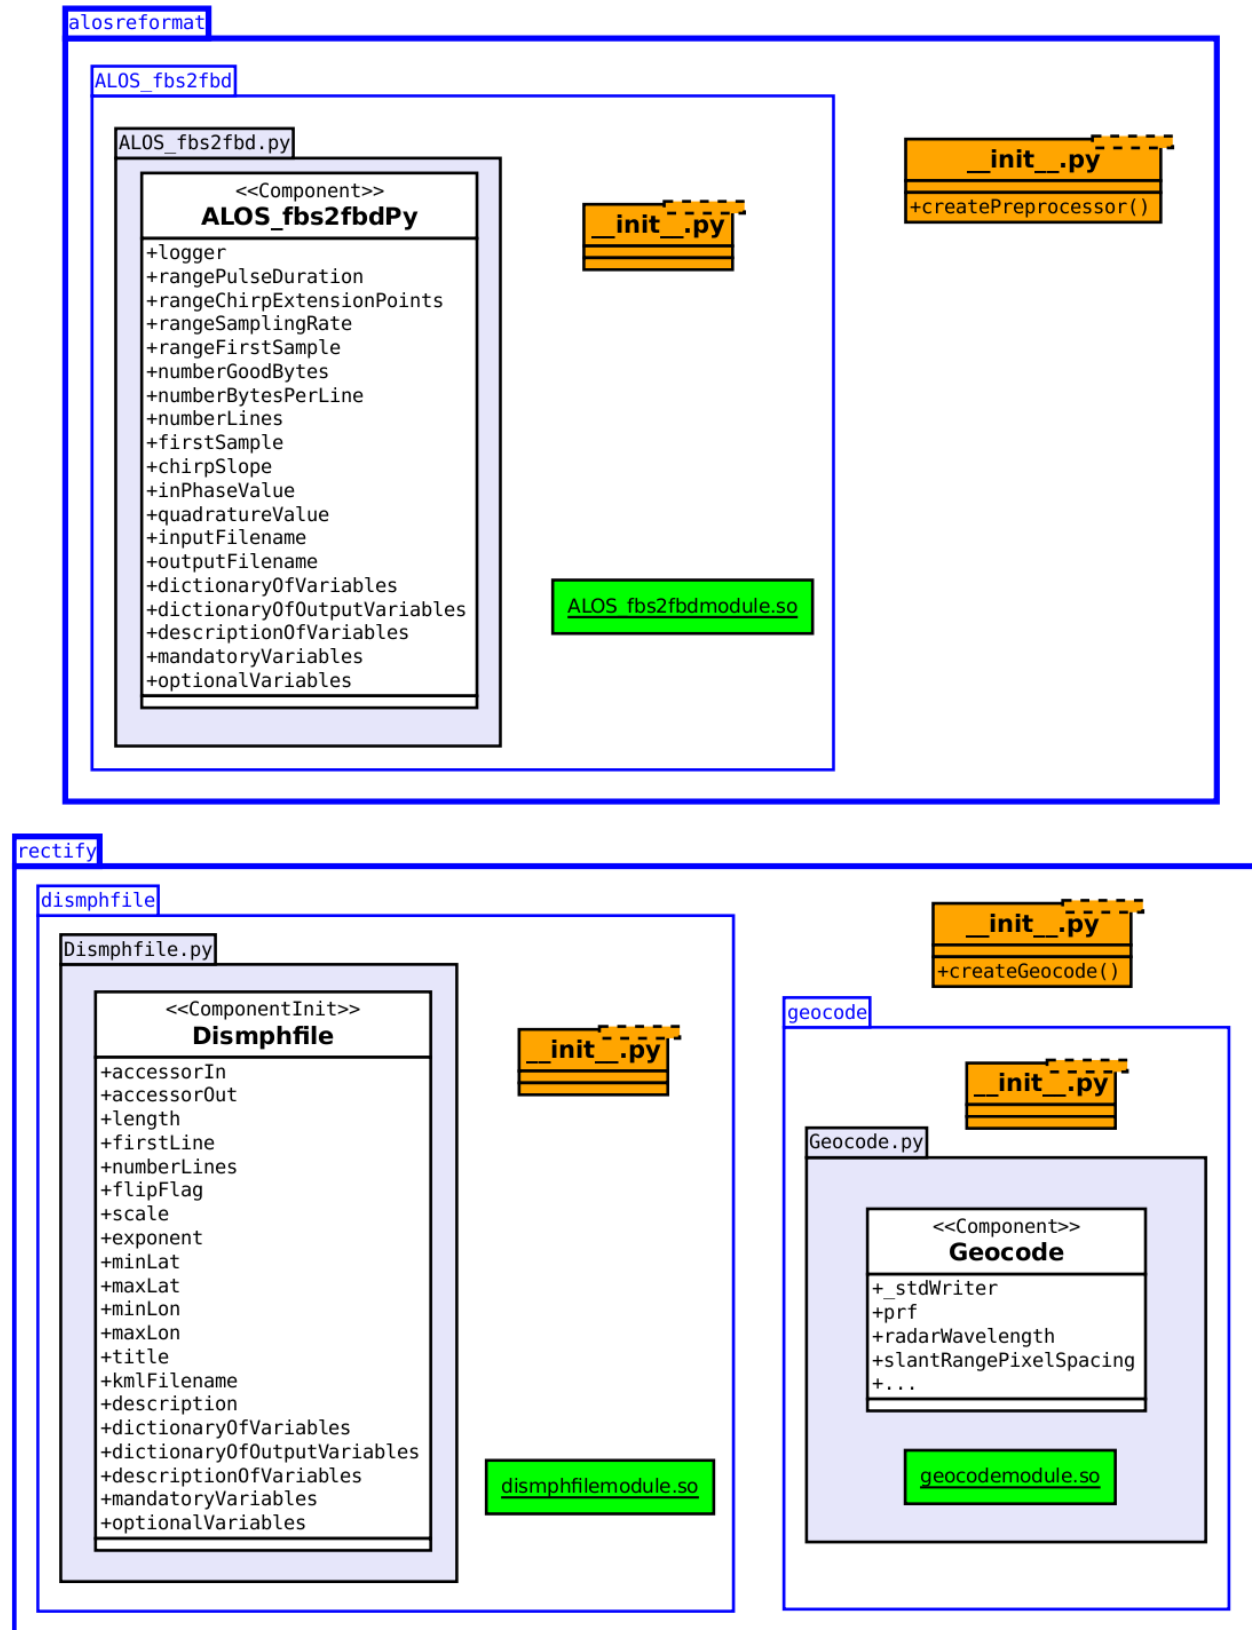 alosreformat
ALOS_fbs2fbd
ALOS_fbs2fbd.py
<<Component>>
ALOS_fbs2fbdPy
+logger
+rangePulseDuration
+rangeChirpExtensionPoints
+rangeSamplingRate
+rangeFirstSample
+numberGoodBytes
+numberBytesPerLine
+numberLines
+firstSample
+chirpSlope
+inPhaseValue
+quadratureValue
+inputFilename
+outputFilename
+dictionaryOfVariables
+dictionaryOfOutputVariables
+descriptionOfVariables
+mandatoryVariables
+optionalVariables
__init__.py
ALOS_fbs2fbdmodule.so
__init__.py
+createPreprocessor()
rectify
dismphfile
Dismphfile.py
<<ComponentInit>>
Dismphfile
+accessorIn
+accessorOut
+length
+firstLine
+numberLines
+flipFlag
+scale
+exponent
+minLat
+maxLat
+minLon
+maxLon
+title
+kmlFilename
+description
+dictionaryOfVariables
+dictionaryOfOutputVariables
+descriptionOfVariables
+mandatoryVariables
+optionalVariables
__init__.py
dismphfilemodule.so
__init__.py
+createGeocode()
geocode
__init__.py
Geocode.py
<<Component>>
Geocode
+_stdWriter
+prf
+radarWavelength
+slantRangePixelSpacing
+...
geocodemodule.so